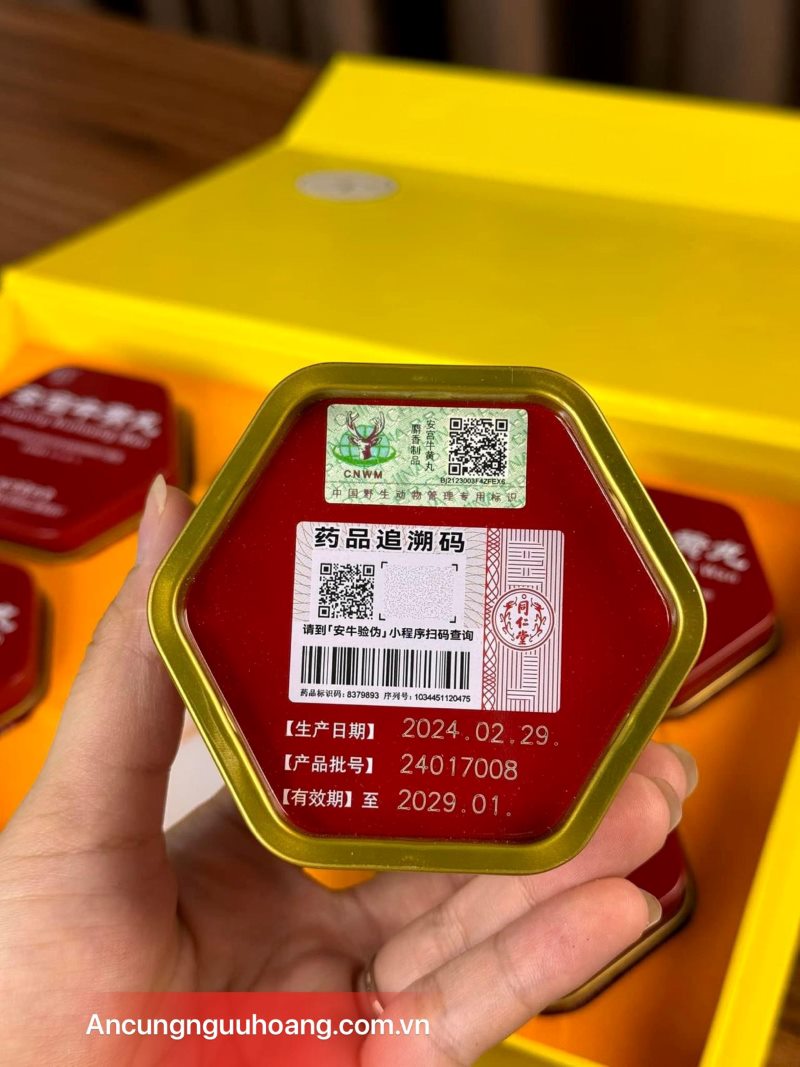 CNWM
麝香制品
安宫牛黄丸
BJ2123003F4ZFEX6
中国野生动物管理专用标识
药品追溯码
请到「安牛验伪」小程序扫码查询
同仁堂
药品标识码: 8379893 序列号: 1034451120475
【生产日期】 2024.02.29.
【产品批号】 24017008
【有效期】至 2029.01.
Ancungnguuhoang.com.vn